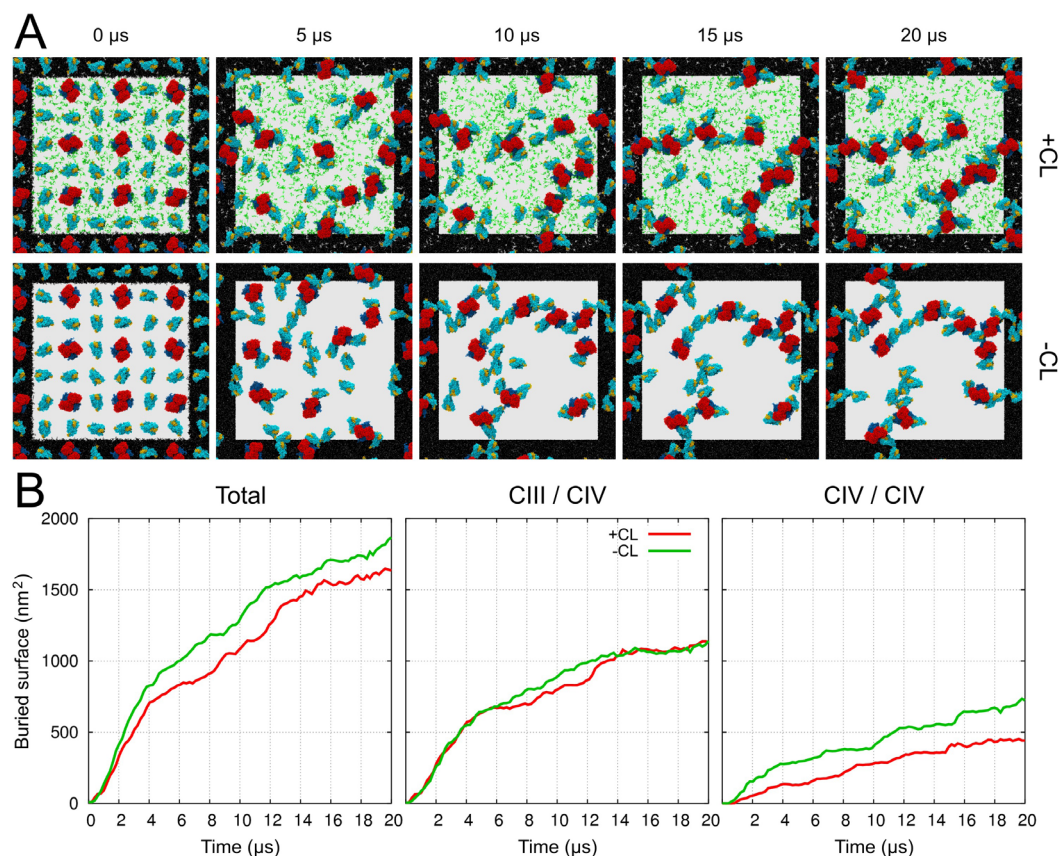 A
0 μs 5 μs 10 μs 15 μs 20 μs
+CL
-CL
B
Total CIII / CIV CIV / CIV
Buried surface (nm²)
2000
1500
1000
500
0
+CL
-CL
0 2 4 6 8 10 12 14 16 18 20
0 2 4 6 8 10 12 14 16 18 20
0 2 4 6 8 10 12 14 16 18 20
Time (μs) Time (μs) Time (μs)